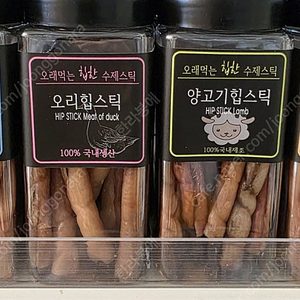 오래먹는 힙한 수제스틱
오리힙스틱
HIP STICK Meat of duck
100% 국내생산
오래먹는 힙한 수제스틱
양고기힙스틱
HIP STICK Lamb
100%국내제조